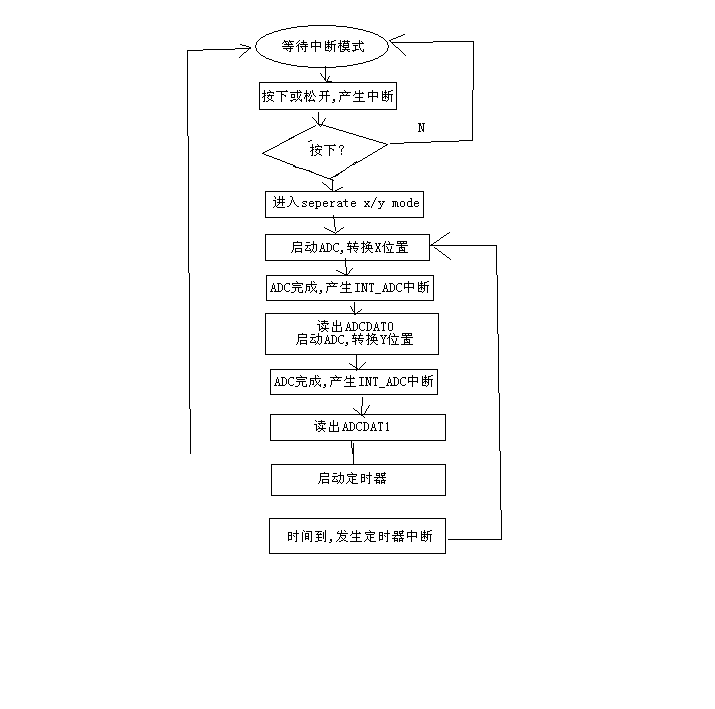 等待中断模式
按下或松开,产生中断
N
按下?
进入seperate x/y mode
启动ADC,转换X位置
ADC完成,产生INT_ADC中断
读出ADCDAT0
启动ADC,转换Y位置
ADC完成,产生INT_ADC中断
读出ADCDAT1
启动定时器
时间到,发生定时器中断